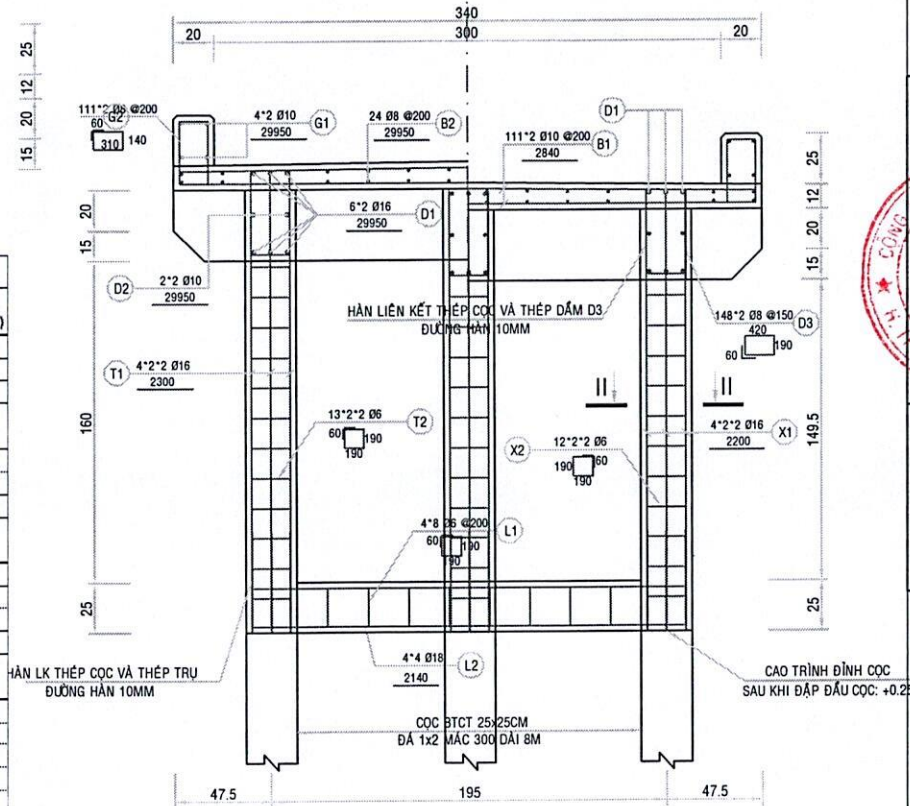 340
20
300
20
25
12
20
15
111*2 Ø6 @200
G2
60
310
140
4*2 Ø10
29950
G1
24 Ø8 @200
29950
B2
D1
111*2 Ø10 @200
2840
B1
25
12
20
15
20
15
6*2 Ø16
29950
D1
D2
2*2 Ø10
29950
HÀN LIÊN KẾT THÉP CỌC VÀ THÉP DẦM D3
ĐƯỜNG HÀN 10MM
148*2 Ø8 @150
D3
420
190
60
T1
4*2*2 Ø16
2300
II
II
160
13*2*2 Ø6
T2
60
190
190
X2
12*2*2 Ø6
190
60
190
4*2*2 Ø16
2200
X1
149.5
4*8 Ø6 @200
L1
60
190
190
25
25
HÀN LK THÉP CỌC VÀ THÉP TRỤ
ĐƯỜNG HÀN 10MM
4*4 Ø18
2140
L2
CAO TRÌNH ĐỈNH CỌC
SAU KHI ĐẬP ĐẦU CỌC: +0.25
CỌC BTCT 25x25CM
ĐÁ 1x2 MÁC 300 DÀI 8M
47.5
195
47.5
CÔNG